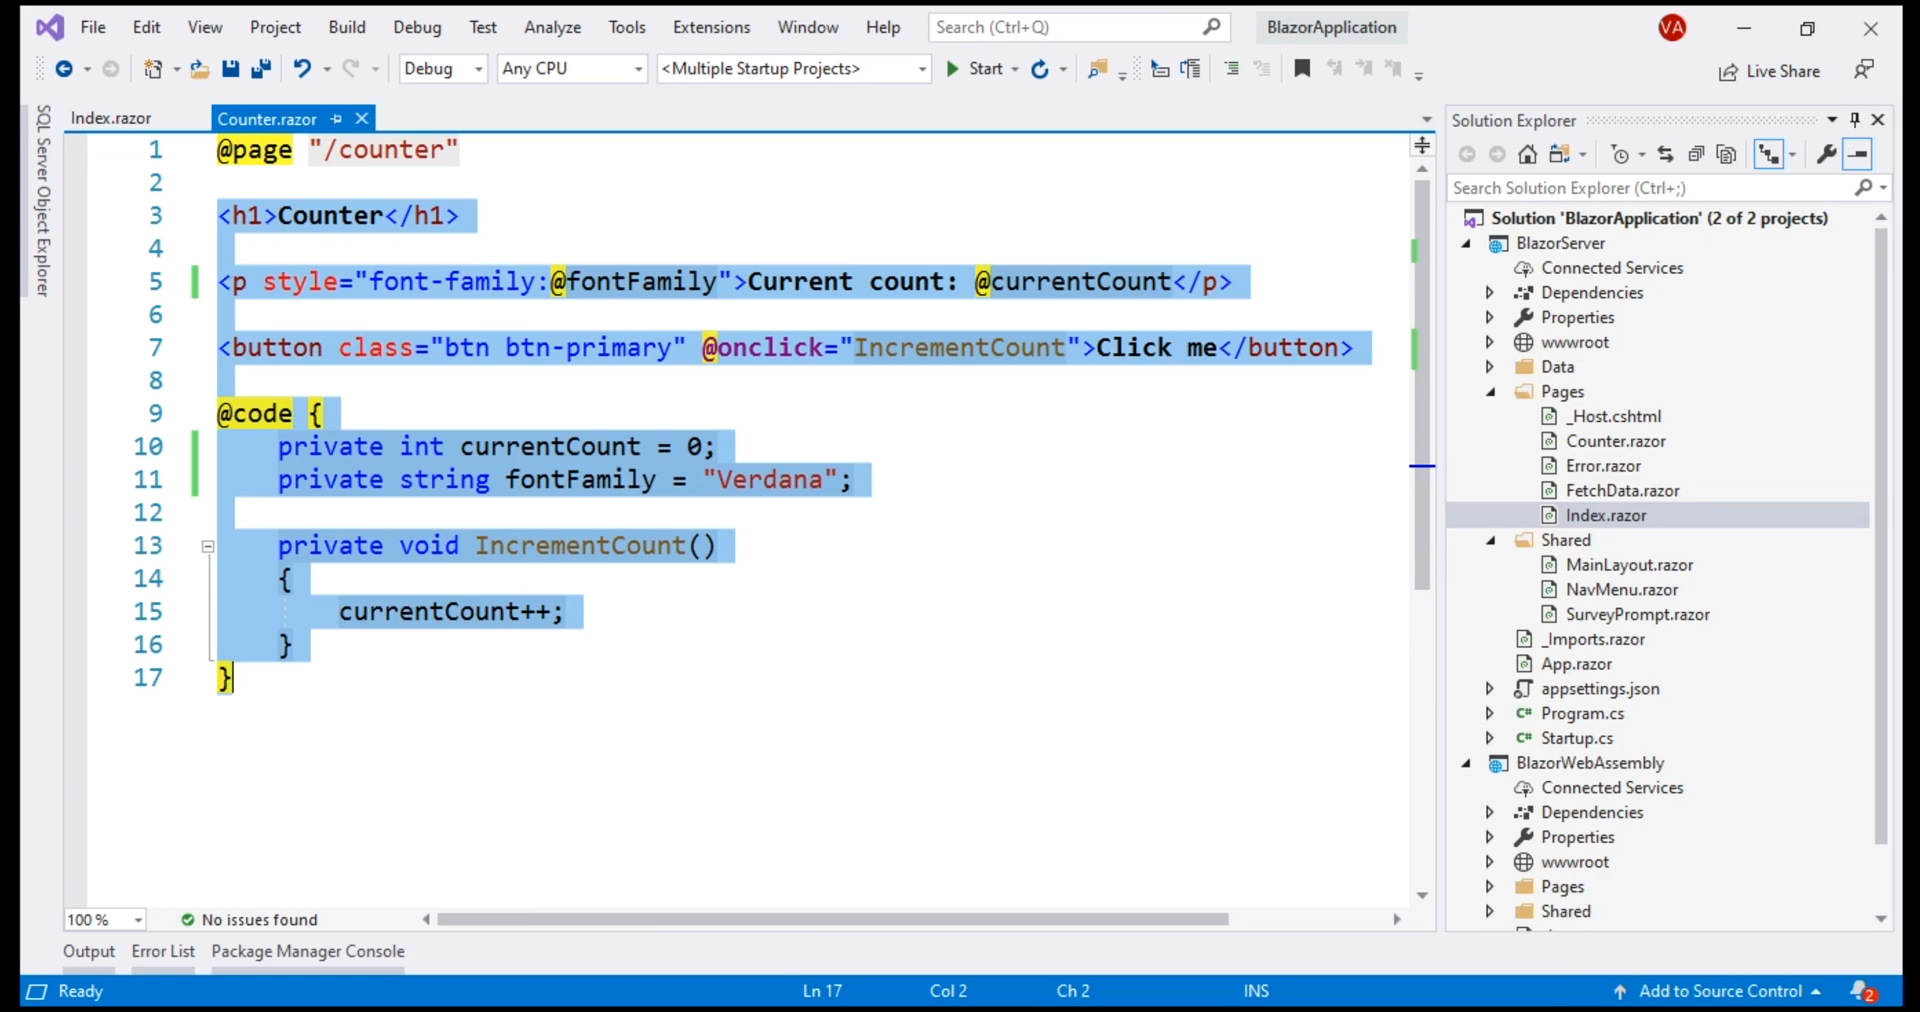 File Edit View Project Build Debug Test Analyze Tools Extensions Window Help Search (Ctrl+Q) BlazorApplication VA
Debug Any CPU <Multiple Startup Projects> Start Live Share
SQL Server Object Explorer
Index.razor Counter.razor
1 @page "/counter"
2
3 <h1>Counter</h1>
4
5 <p style="font-family:@fontFamily">Current count: @currentCount</p>
6
7 <button class="btn btn-primary" @onclick="IncrementCount">Click me</button>
8
9 @code {
10 private int currentCount = 0;
11 private string fontFamily = "Verdana";
12
13 private void IncrementCount()
14 {
15 currentCount++;
16 }
17 }
100 % No issues found
Solution Explorer
Search Solution Explorer (Ctrl+;)
Solution 'BlazorApplication' (2 of 2 projects)
BlazorServer
Connected Services
Dependencies
Properties
wwwroot
Data
Pages
_Host.cshtml
Counter.razor
Error.razor
FetchData.razor
Index.razor
Shared
MainLayout.razor
NavMenu.razor
SurveyPrompt.razor
_Imports.razor
App.razor
appsettings.json
C# Program.cs
C# Startup.cs
BlazorWebAssembly
Connected Services
Dependencies
Properties
wwwroot
Pages
Shared
Output Error List Package Manager Console
Ready Ln 17 Col 2 Ch 2 INS Add to Source Control 2